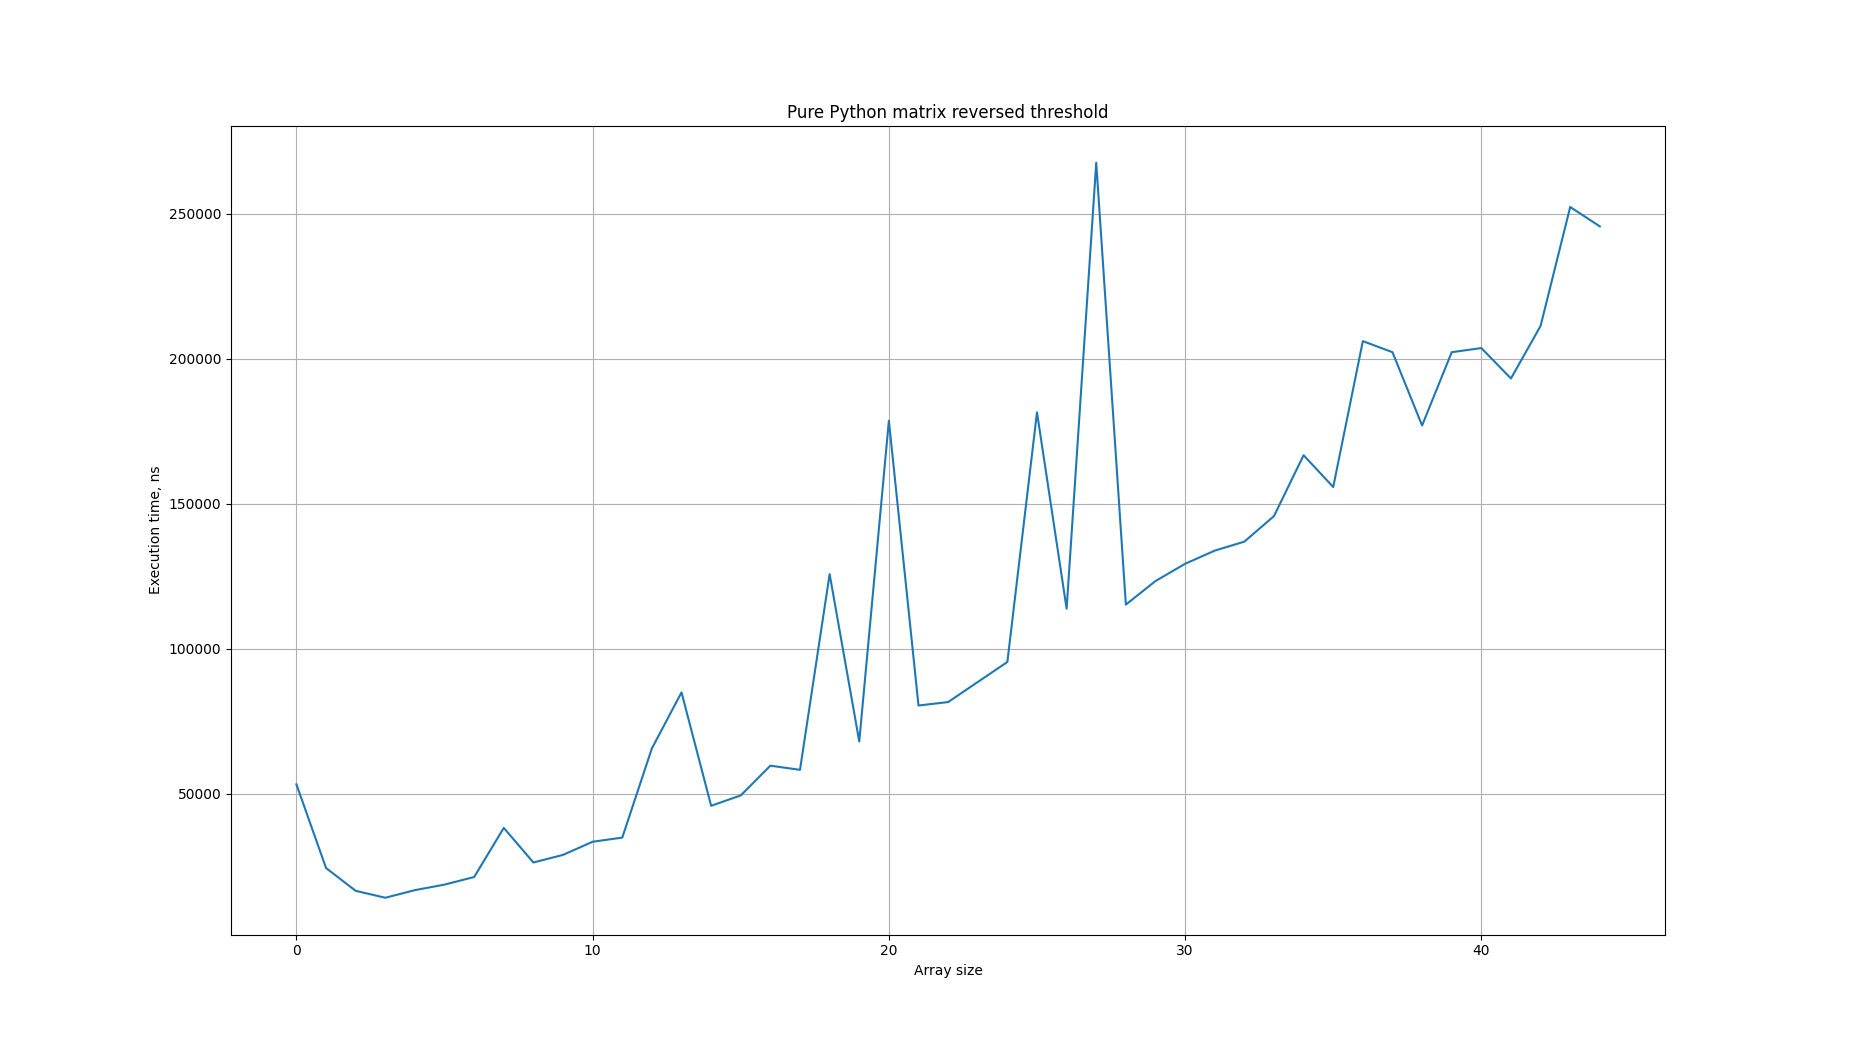 Pure Python matrix reversed threshold
250000
200000
150000
100000
50000
Execution time, ns
0 10 20 30 40
Array size